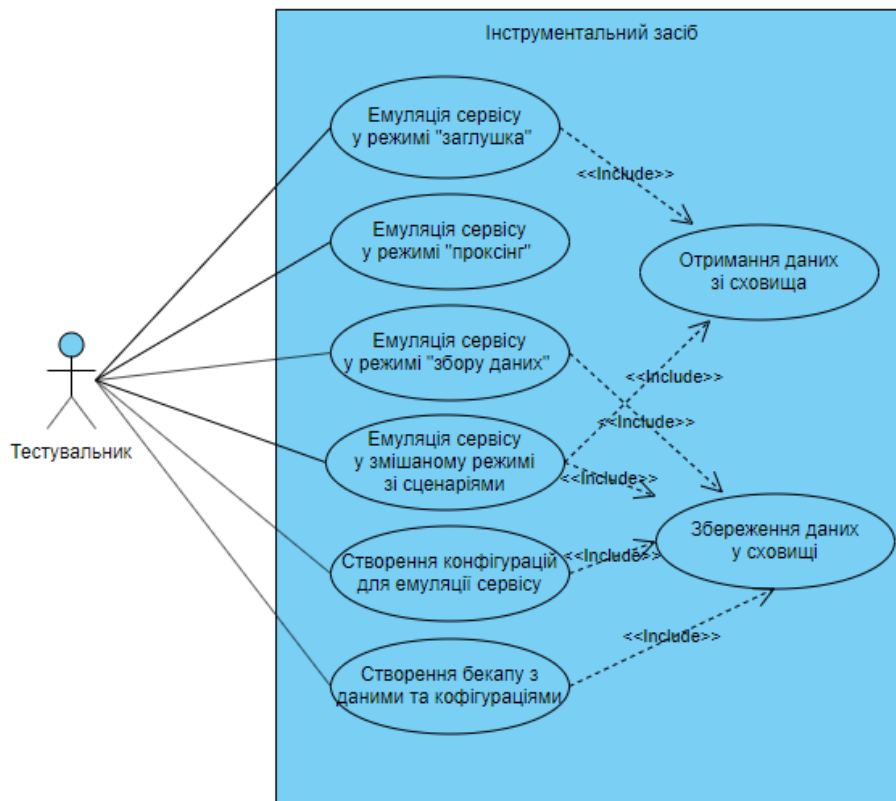 Інструментальний засіб
Емуляція сервісу
у режимі "заглушка"
<<Include>>
Емуляція сервісу
у режимі "проксінг"
Отримання даних
зі сховища
Емуляція сервісу
у режимі "збору даних"
<<Include>>
<<Include>>
Тестувальник
Емуляція сервісу
у змішаному режимі
зі сценаріями
<<Include>>
Збереження даних
у сховищі
Створення конфігурацій
для емуляції сервісу
<<Include>>
<<Include>>
Створення бекапу з
даними та кофігураціями